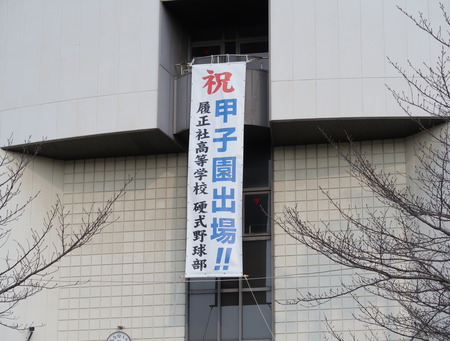 祝
甲子園出場!!
履正社高等学校 硬式野球部